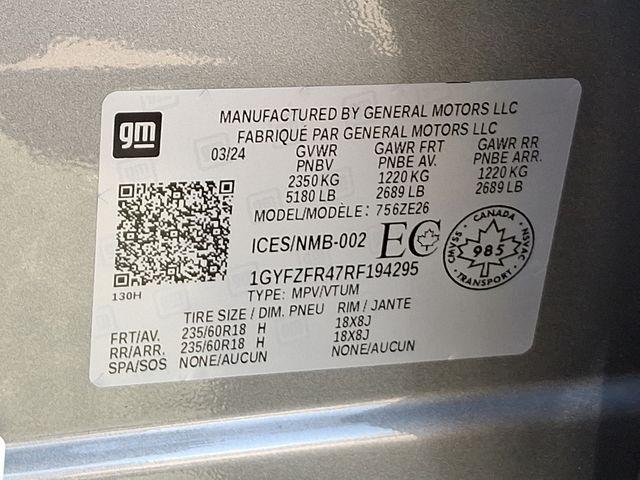 gm
MANUFACTURED BY GENERAL MOTORS LLC
FABRIQUÉ PAR GENERAL MOTORS LLC
03/24 GVWR GAWR FRT GAWR RR
PNBV PNBE AV. PNBE ARR.
2350 KG 1220 KG 1220 KG
5180 LB 2689 LB 2689 LB
MODEL/MODÈLE: 756ZE26
ICES/NMB-002 EC
CANADA
CMVSS 985 NSVAC
TRANSPORT
1GYFZFR47RF194295
130H
TYPE: MPV/VTUM
TIRE SIZE / DIM. PNEU RIM / JANTE
FRT/AV. 235/60R18 H 18X8J
RR/ARR. 235/60R18 H 18X8J
SPA/SOS NONE/AUCUN NONE/AUCUN